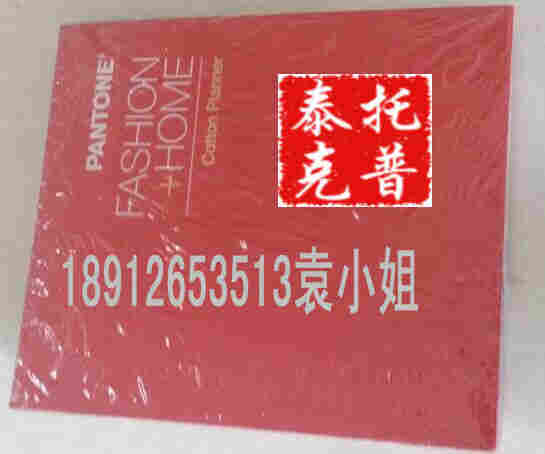 PANTONE®
FASHION
+HOME
Cotton Planner
泰托
克普
18912653513袁小姐